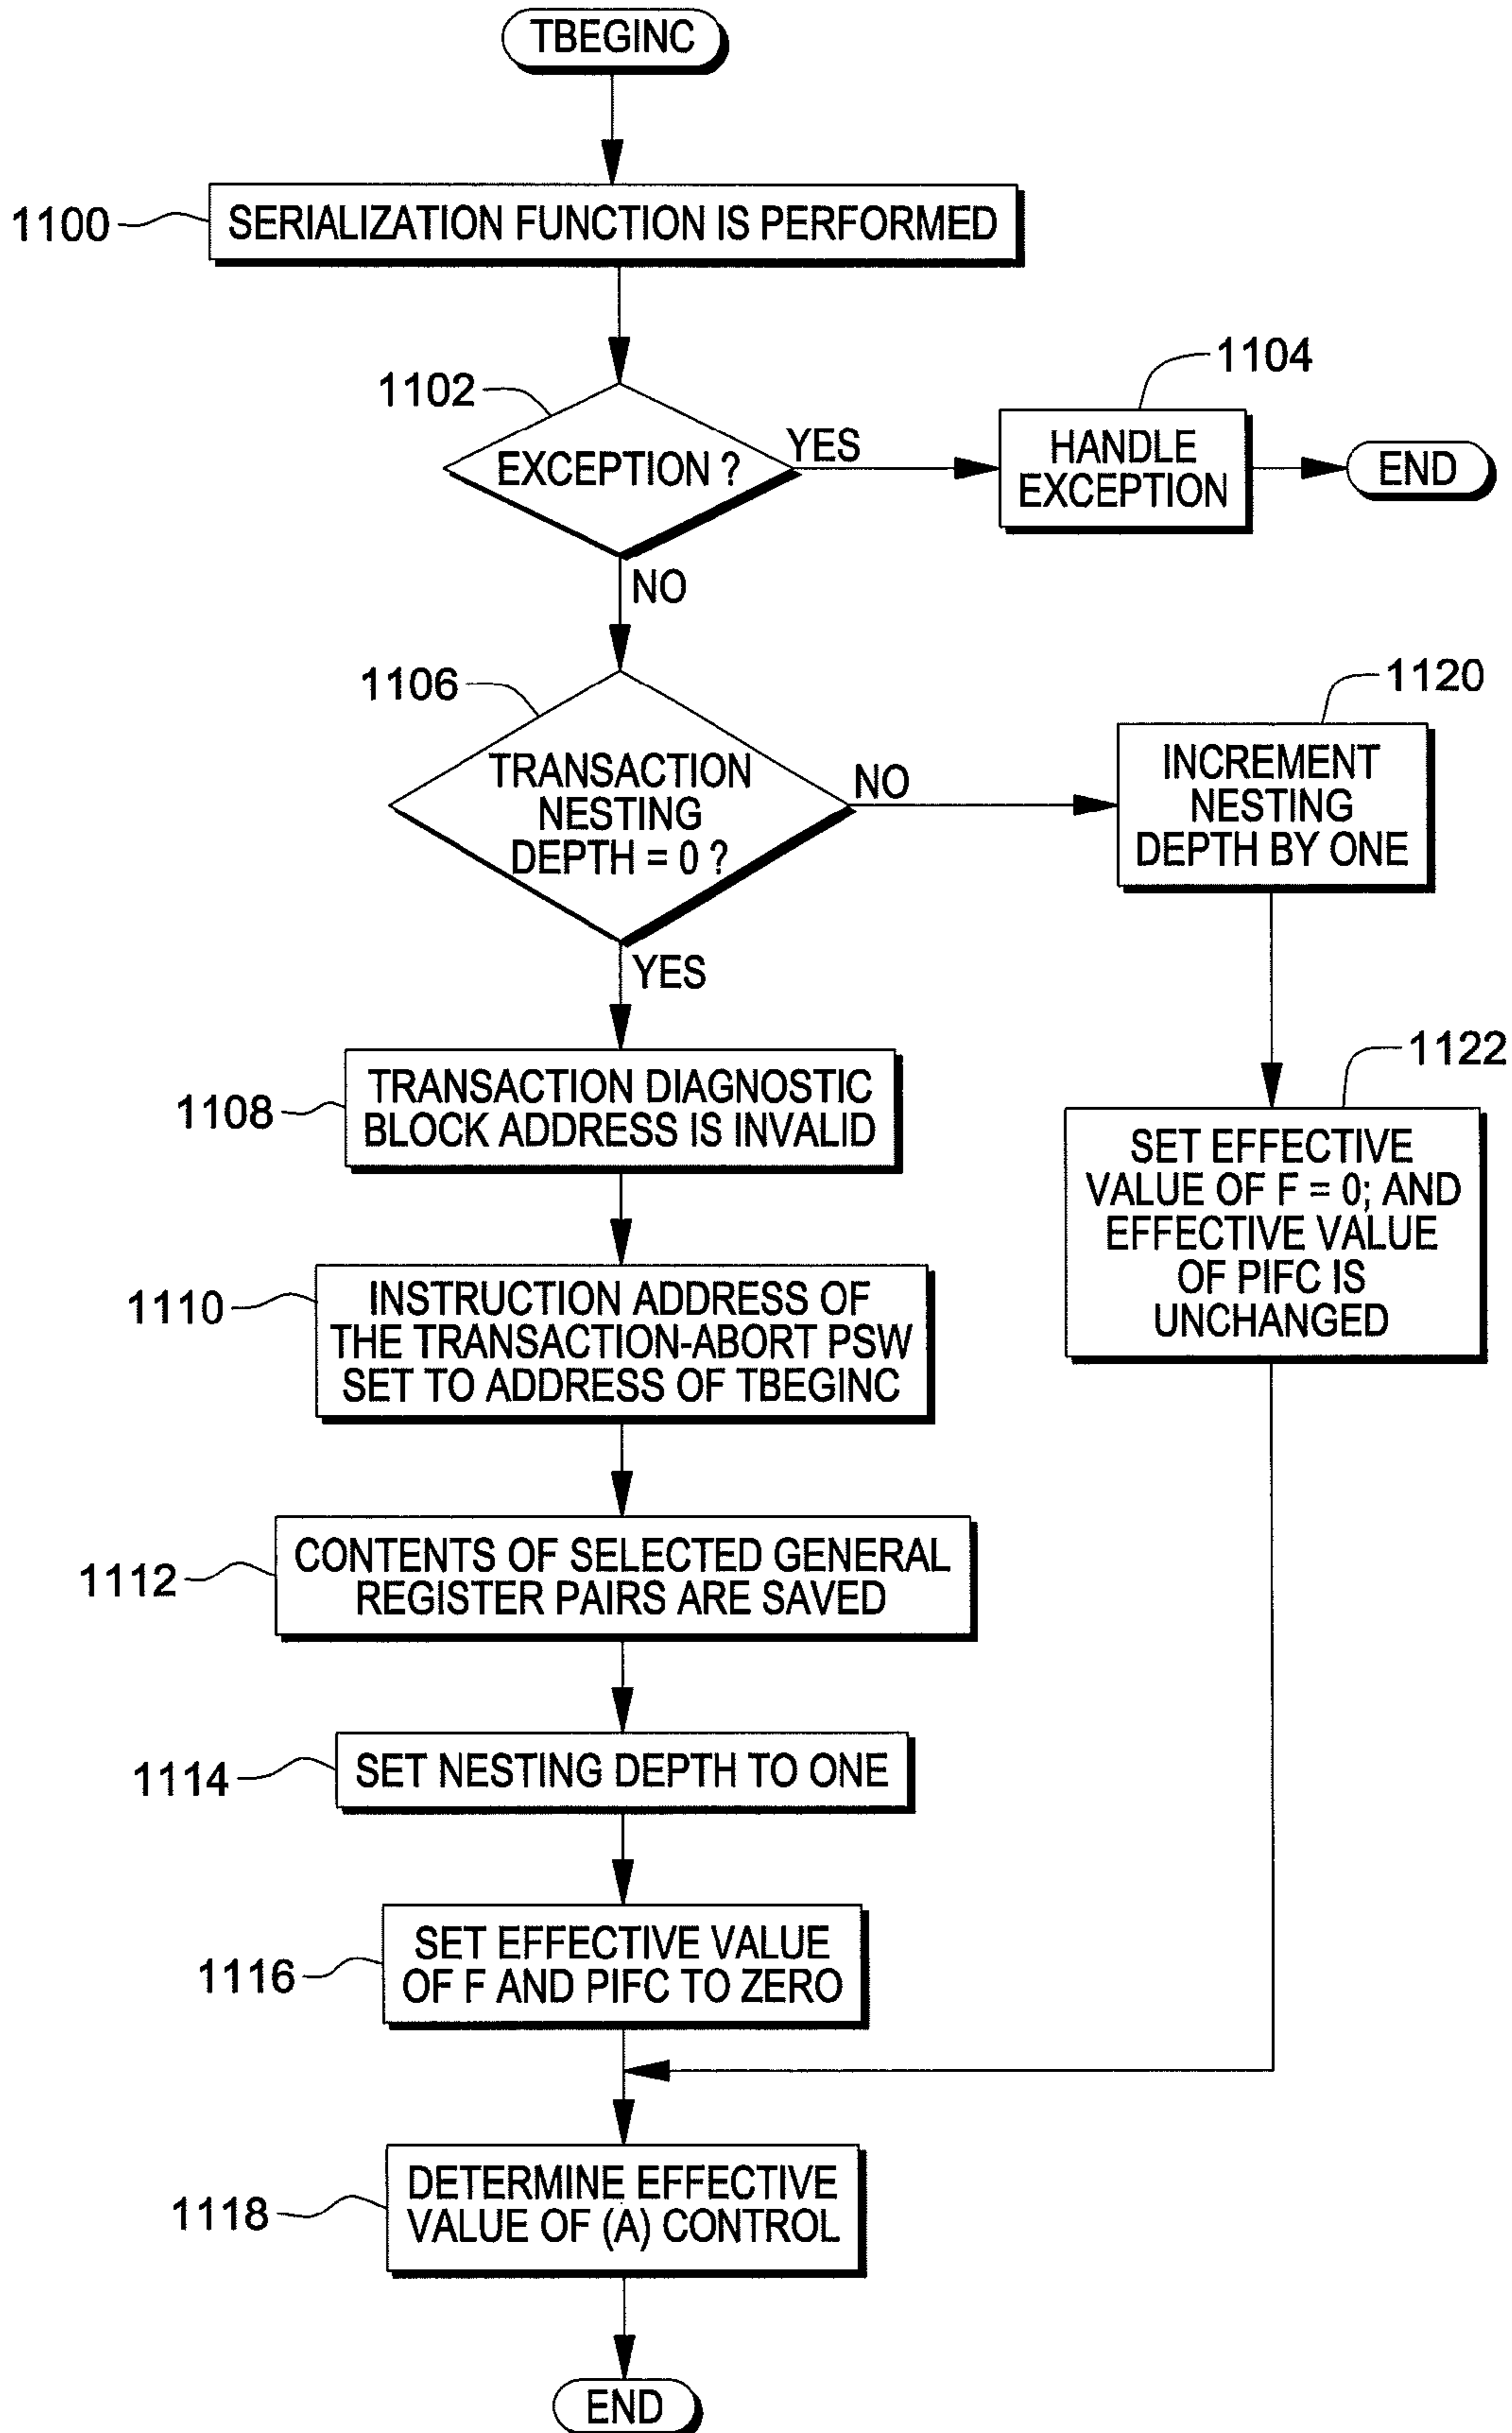 TBEGINC
1100
SERIALIZATION FUNCTION IS PERFORMED
1102
EXCEPTION ?
YES
1104
HANDLE
EXCEPTION
END
NO
1106
TRANSACTION
NESTING
DEPTH = 0 ?
NO
1120
INCREMENT
NESTING
DEPTH BY ONE
YES
1108
TRANSACTION DIAGNOSTIC
BLOCK ADDRESS IS INVALID
1122
SET EFFECTIVE
VALUE OF F = 0; AND
EFFECTIVE VALUE
OF PIFC IS
UNCHANGED
1110
INSTRUCTION ADDRESS OF
THE TRANSACTION-ABORT PSW
SET TO ADDRESS OF TBEGINC
1112
CONTENTS OF SELECTED GENERAL
REGISTER PAIRS ARE SAVED
1114
SET NESTING DEPTH TO ONE
1116
SET EFFECTIVE VALUE
OF F AND PIFC TO ZERO
1118
DETERMINE EFFECTIVE
VALUE OF (A) CONTROL
END